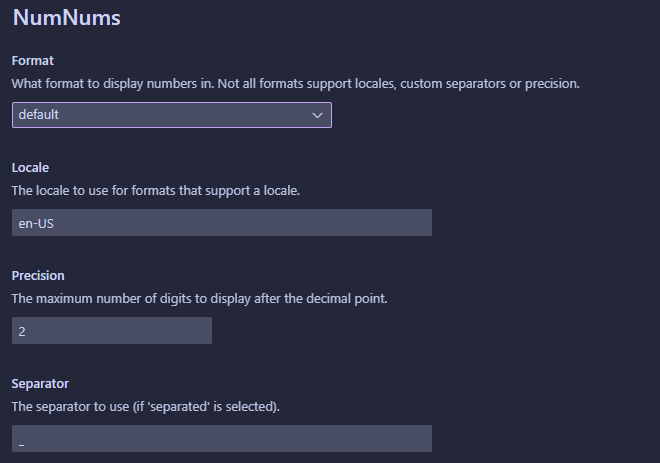 NumNums
Format
What format to display numbers in. Not all formats support locales, custom separators or precision.
default
Locale
The locale to use for formats that support a locale.
en-US
Precision
The maximum number of digits to display after the decimal point.
2
Separator
The separator to use (if 'separated' is selected).
_